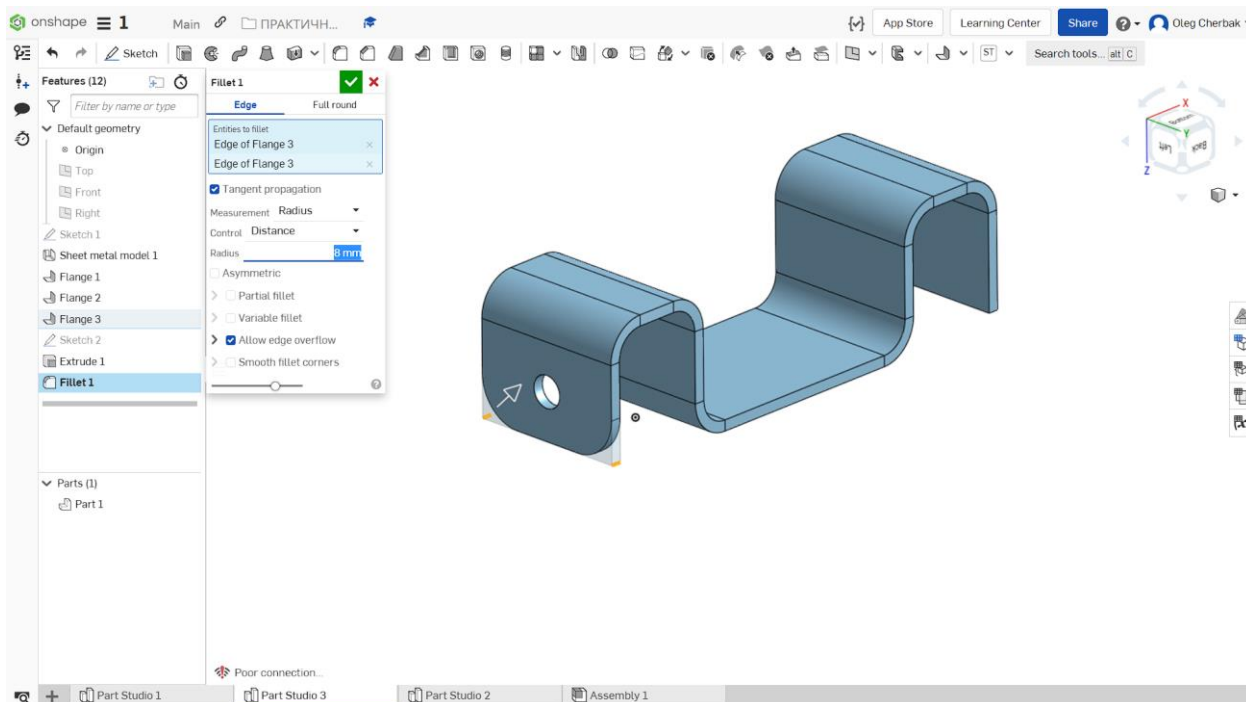 onshape 1 Main ПРАКТИЧН... App Store Learning Center Share Oleg Cherbak
Sketch ST Search tools... alt C
Features (12)
Filter by name or type
Default geometry
Origin
Top
Front
Right
Sketch 1
Sheet metal model 1
Flange 1
Flange 2
Flange 3
Sketch 2
Extrude 1
Fillet 1
Parts (1)
Part 1
Fillet 1
Edge Full round
Entities to fillet
Edge of Flange 3
Edge of Flange 3
Tangent propagation
Measurement Radius
Control Distance
Radius 8 mm
Asymmetric
Partial fillet
Variable fillet
Allow edge overflow
Smooth fillet corners
X
Bottom
Y
Left Back
Z
Poor connection...
Part Studio 1 Part Studio 3 Part Studio 2 Assembly 1